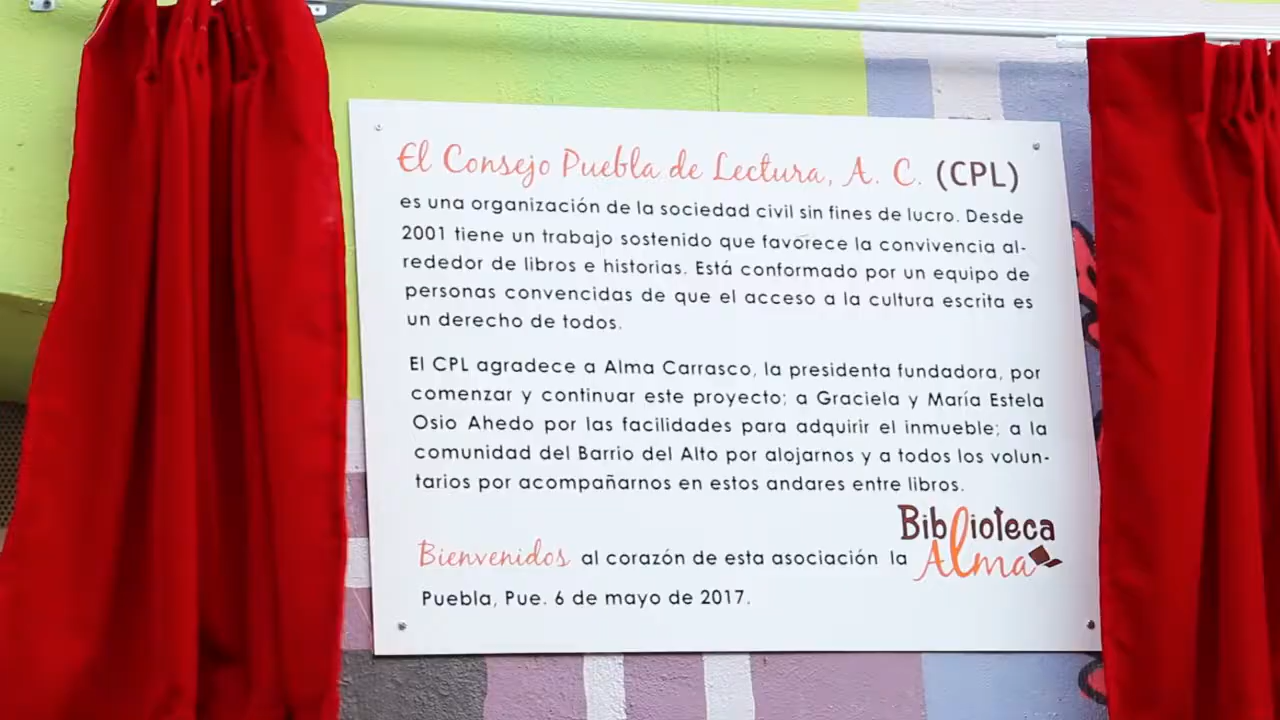 El Consejo Puebla de Lectura, A. C. (CPL)
es una organización de la sociedad civil sin fines de lucro. Desde
2001 tiene un trabajo sostenido que favorece la convivencia al-
rededor de libros e historias. Está conformado por un equipo de
personas convencidas de que el acceso a la cultura escrita es
un derecho de todos.
El CPL agradece a Alma Carrasco, la presidenta fundadora, por
comenzar y continuar este proyecto; a Graciela y María Estela
Osio Ahedo por las facilidades para adquirir el inmueble; a la
comunidad del Barrio del Alto por alojarnos y a todos los volun-
tarios por acompañarnos en estos andares entre libros.
Bienvenidos al corazón de esta asociación la
Biblioteca
Alma
Puebla, Pue. 6 de mayo de 2017.